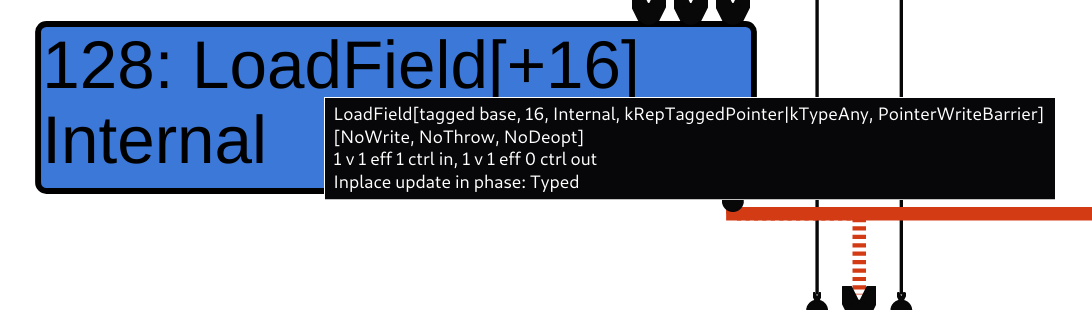 128: LoadField[+16]
Internal
LoadField[tagged base, 16, Internal, kRepTaggedPointer|kTypeAny, PointerWriteBarrier]
[NoWrite, NoThrow, NoDeopt]
1 v 1 eff 1 ctrl in, 1 v 1 eff 0 ctrl out
Inplace update in phase: Typed